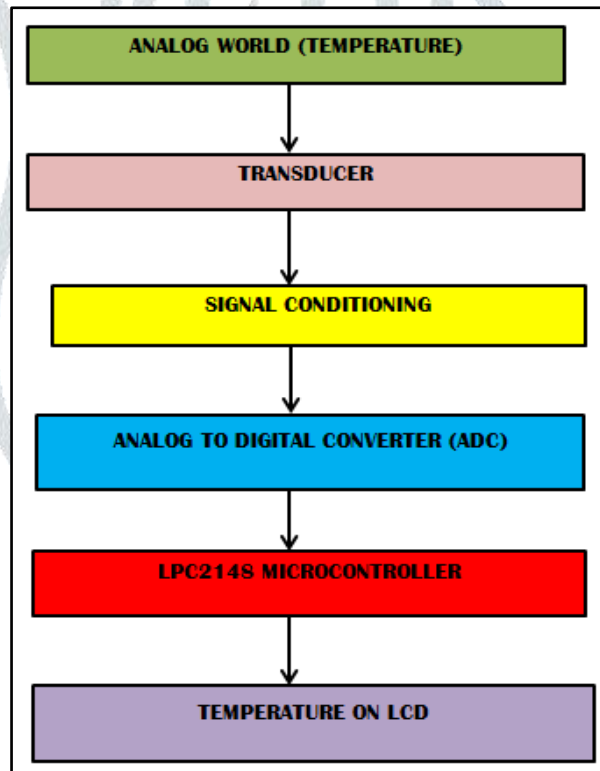 ANALOG WORLD (TEMPERATURE)
TRANSDUCER
SIGNAL CONDITIONING
ANALOG TO DIGITAL CONVERTER (ADC)
LPC2148 MICROCONTROLLER
TEMPERATURE ON LCD